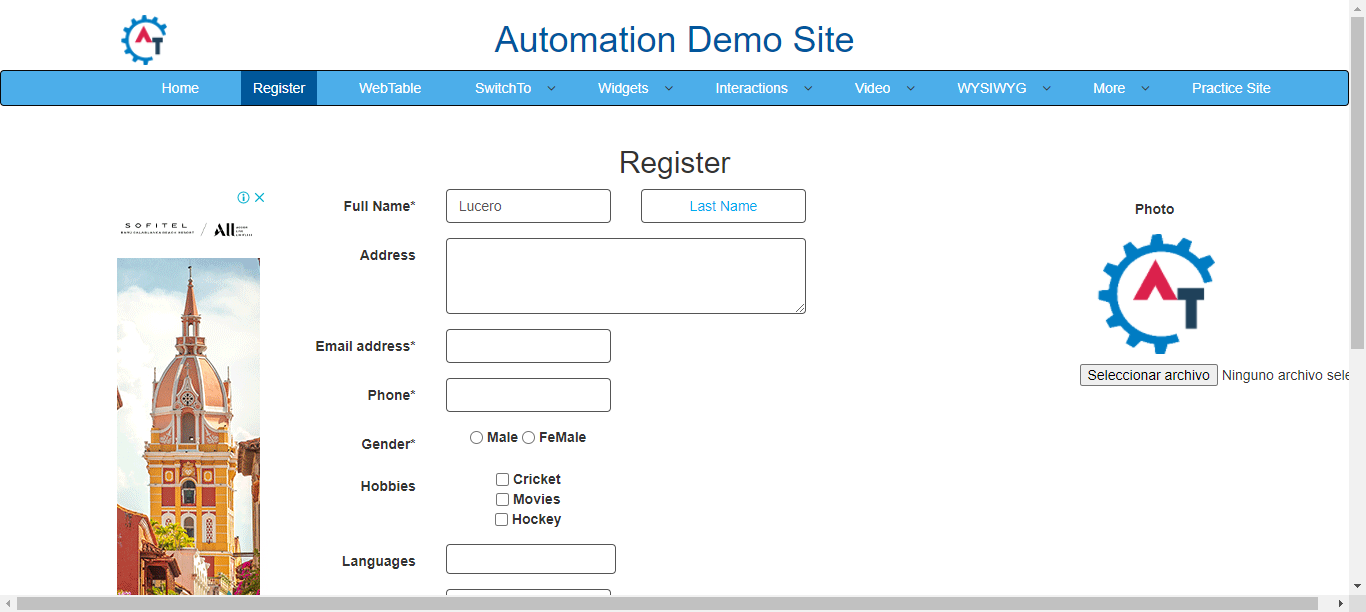 Automation Demo Site
Home Register WebTable SwitchTo Widgets Interactions Video WYSIWYG More Practice Site
Register
Full Name* Lucero Last Name
Photo
SOFITEL / All
Address
Email address*
Seleccionar archivo Ninguno archivo sele
Phone*
Gender* Male FeMale
Hobbies
Cricket
Movies
Hockey
Languages